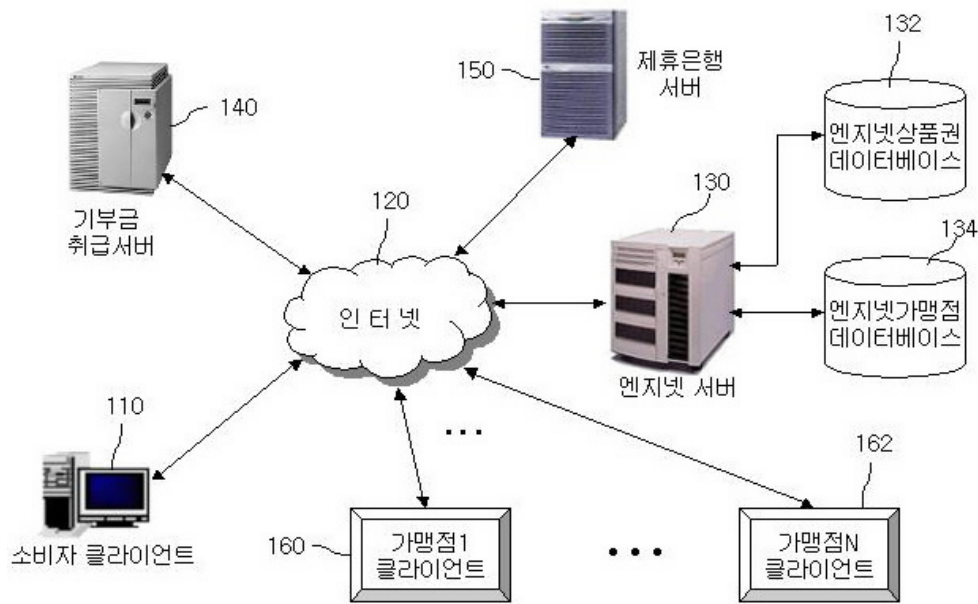 132
150
제휴은행
서버
140
엔지넷상품권
데이터베이스
130
120
134
기부금
취급서버
인 터 넷
엔지넷가맹점
데이터베이스
엔지넷 서버
110
...
162
소비자 클라이언트
160
가맹점1
클라이언트
...
가맹점N
클라이언트